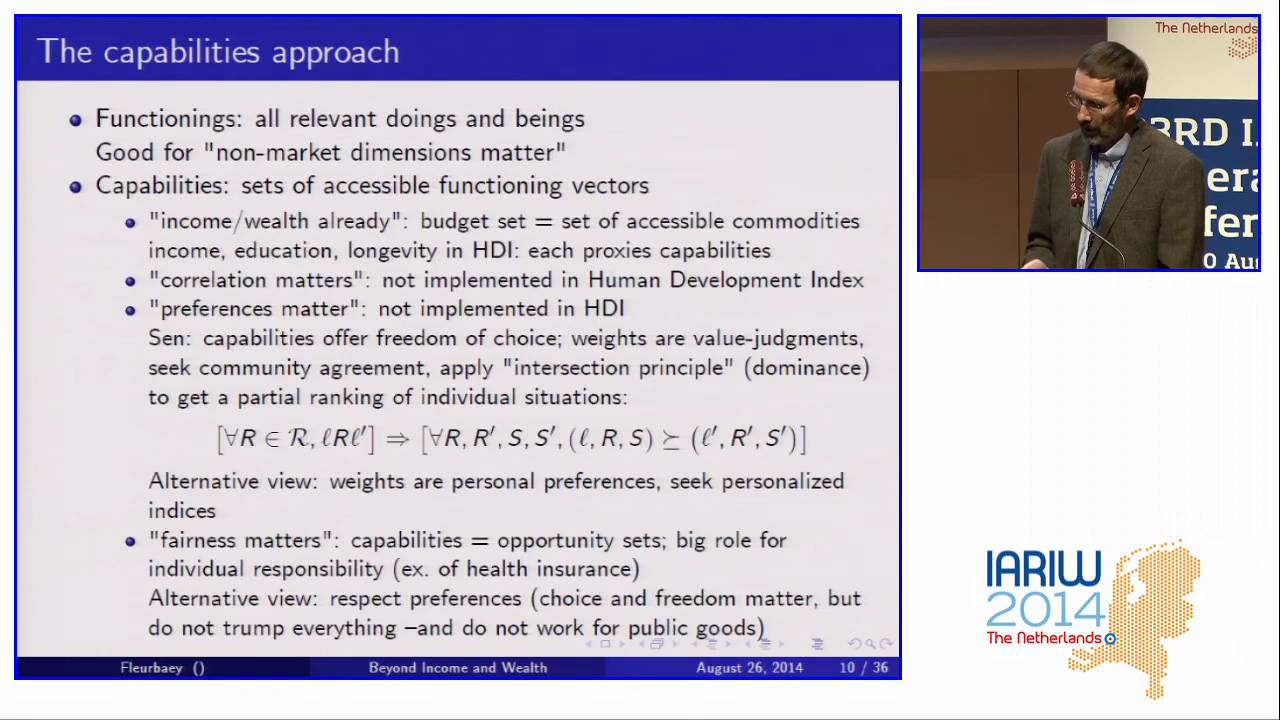 The capabilities approach
Functionings: all relevant doings and beings
Good for "non-market dimensions matter"
Capabilities: sets of accessible functioning vectors
"income/wealth already": budget set = set of accessible commodities
income, education, longevity in HDI: each proxies capabilities
"correlation matters": not implemented in Human Development Index
"preferences matter": not implemented in HDI
Sen: capabilities offer freedom of choice; weights are value-judgments,
seek community agreement, apply "intersection principle" (dominance)
to get a partial ranking of individual situations:
[∀R ∈ ℛ, ℓRℓ′] ⇒ [∀R, R′, S, S′, (ℓ, R, S) ⪰ (ℓ′, R′, S′)]
Alternative view: weights are personal preferences, seek personalized
indices
"fairness matters": capabilities = opportunity sets; big role for
individual responsibility (ex. of health insurance)
Alternative view: respect preferences (choice and freedom matter, but
do not trump everything –and do not work for public goods)
Fleurbaey () Beyond Income and Wealth August 26, 2014 10 / 36
The Netherlands
3RD I
era
fer
0 Aug
IARIW
2014
The Netherlands